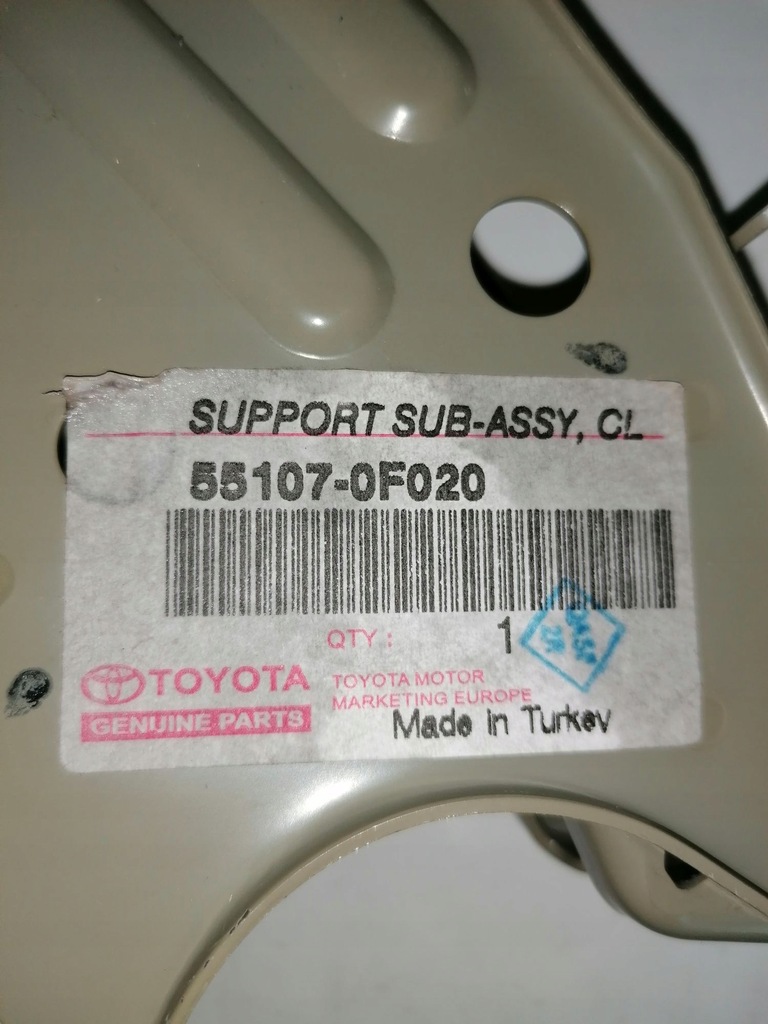 SUPPORT SUB-ASSY, CL
55107-0F020
QTY : 1
TOYOTA
GENUINE PARTS
TOYOTA MOTOR
MARKETING EUROPE
Made in Turkey